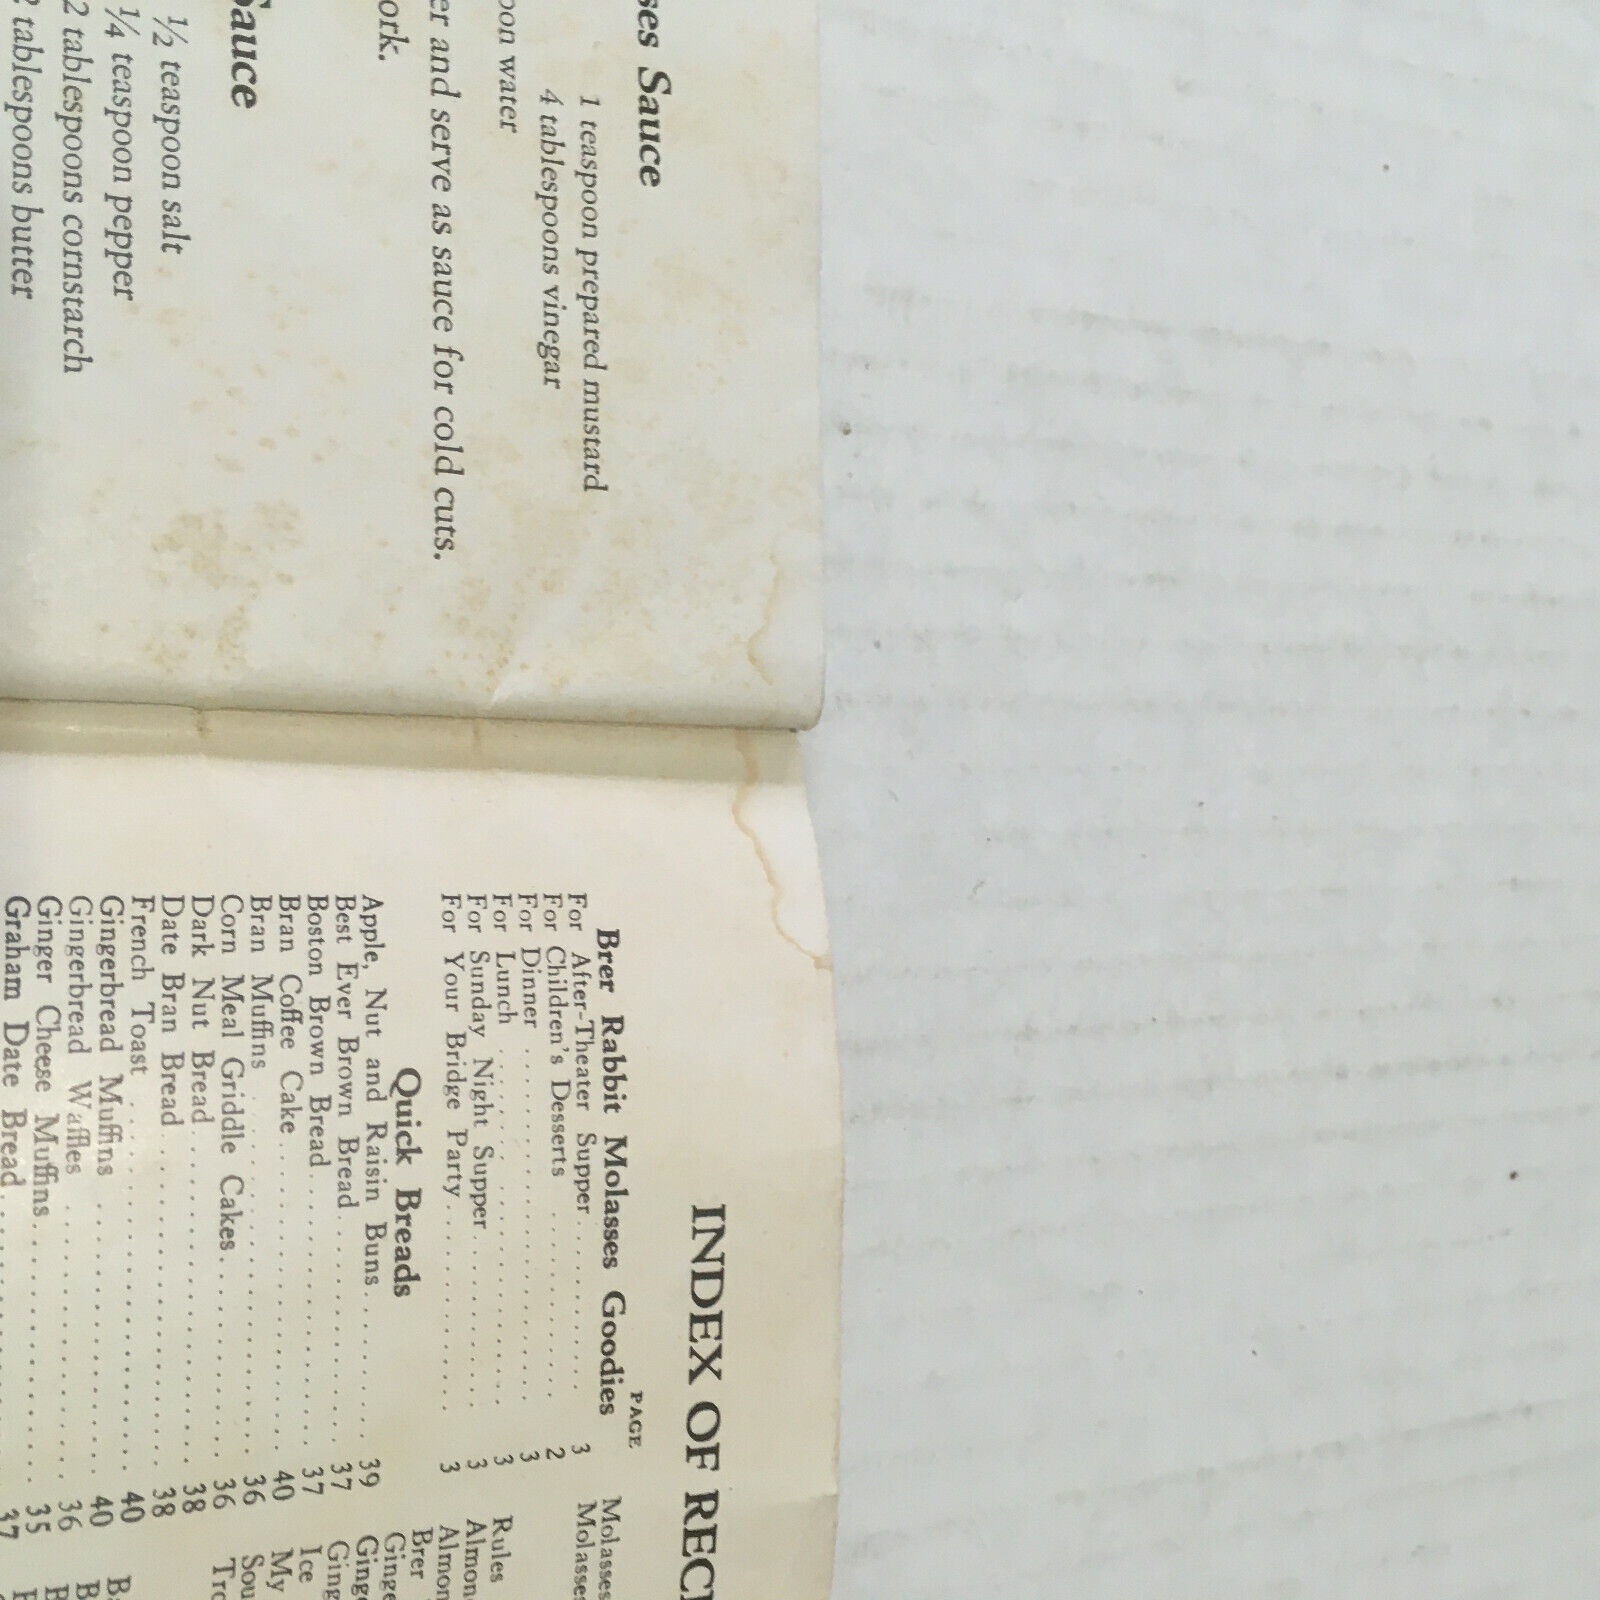 ses Sauce
1 teaspoon prepared mustard
4 tablespoons vinegar
oon water
er and serve as sauce for cold cuts.
ork.
Sauce
½ teaspoon salt
¼ teaspoon pepper
2 tablespoons cornstarch
2 tablespoons butter
INDEX OF RECI
PAGE
Brer Rabbit Molasses Goodies
For After-Theater Supper .......... 3
For Children's Desserts .......... 2
For Dinner .......... 3
For Lunch .......... 3
For Sunday Night Supper .......... 3
For Your Bridge Party .......... 3
Quick Breads
Apple, Nut and Raisin Buns .......... 39
Best Ever Brown Bread .......... 37
Boston Brown Bread .......... 37
Bran Coffee Cake .......... 40
Bran Muffins .......... 36
Corn Meal Griddle Cakes .......... 36
Dark Nut Bread .......... 38
Date Bran Bread .......... 38
French Toast .......... 40
Gingerbread Muffins .......... 40
Gingerbread Waffles .......... 36
Ginger Cheese Muffins .......... 35
Graham Date Bread .......... 37
Molasses
Molasses
Rules
Almon
Almon
Brer
Ginge
Ginge
Ging
Ice
My
Sou
Tro